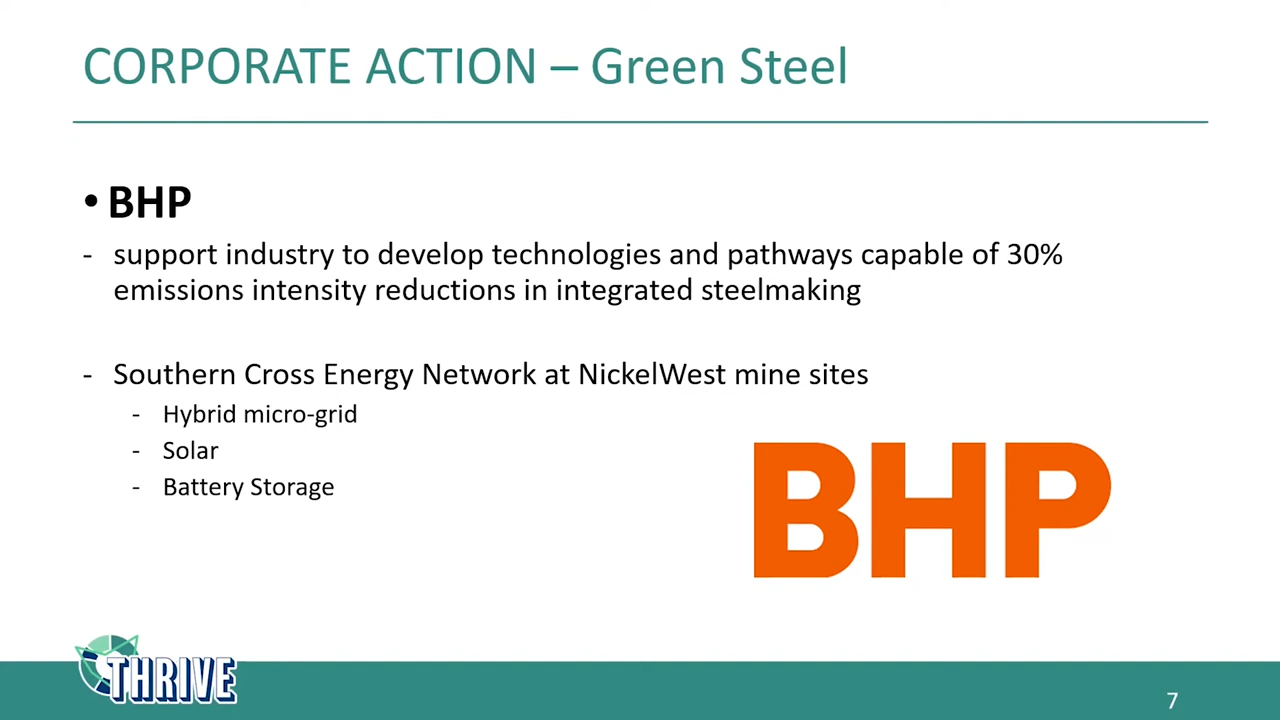 CORPORATE ACTION – Green Steel
• BHP
- support industry to develop technologies and pathways capable of 30%
emissions intensity reductions in integrated steelmaking
- Southern Cross Energy Network at NickelWest mine sites
- Hybrid micro-grid
- Solar
- Battery Storage
BHP
THRIVE
7